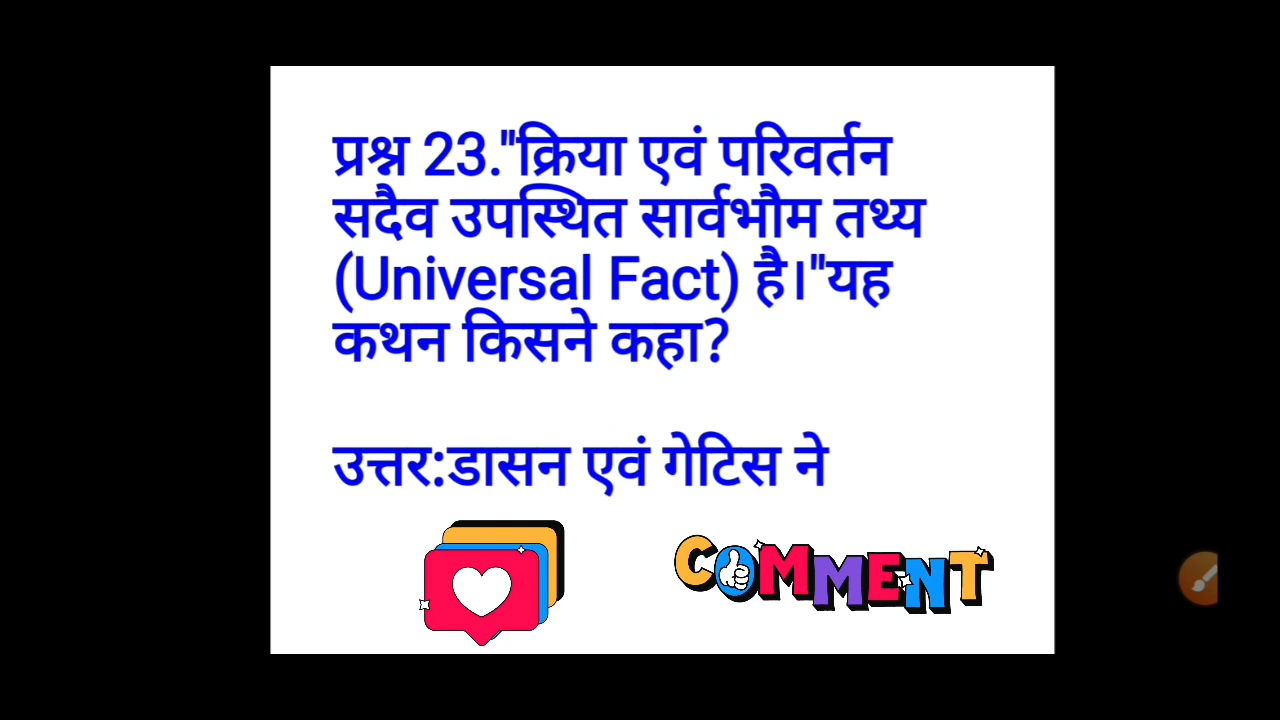 प्रश्न 23."क्रिया एवं परिवर्तन
सदैव उपस्थित सार्वभौम तथ्य
(Universal Fact) है।"यह
कथन किसने कहा?
उत्तर:डासन एवं गेटिस ने
COMMENT